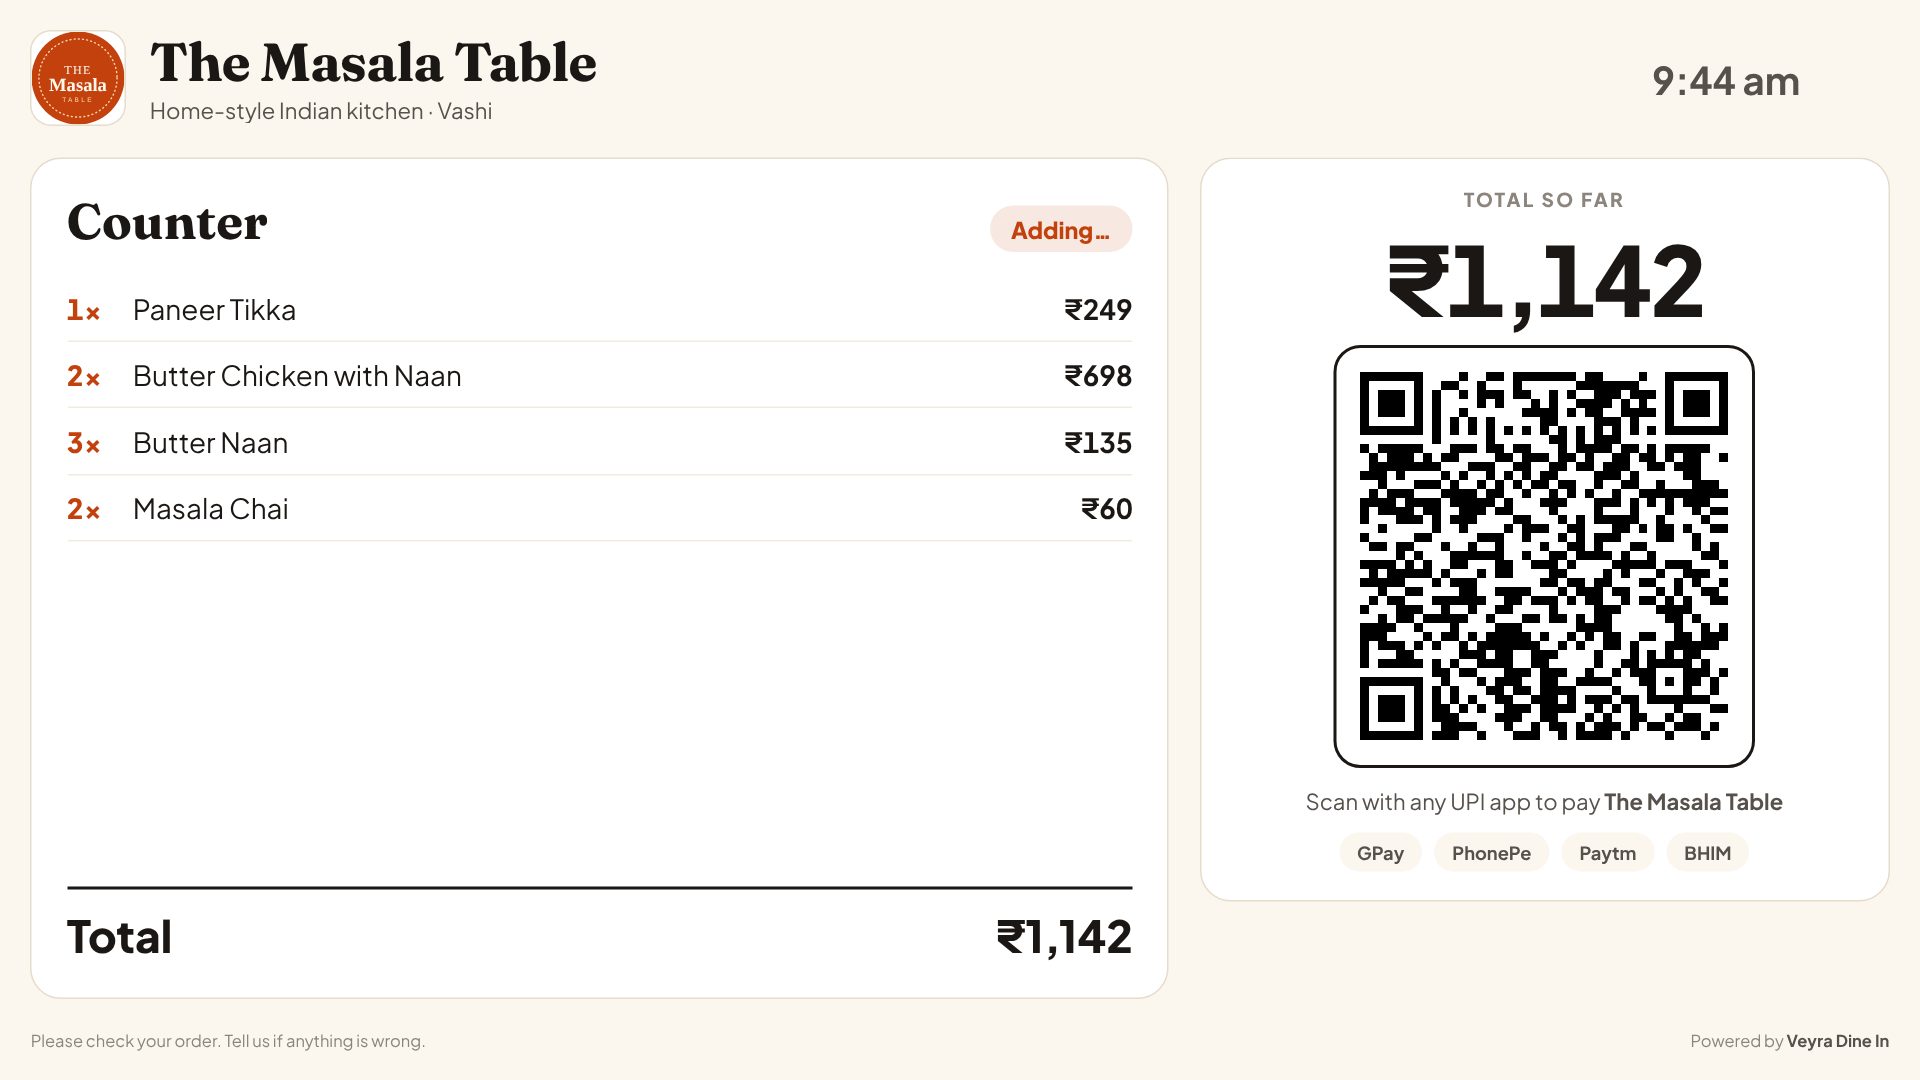 THE
Masala
TABLE
The Masala Table
Home-style Indian kitchen · Vashi
9:44 am
Counter
Adding…
1× Paneer Tikka ₹249
2× Butter Chicken with Naan ₹698
3× Butter Naan ₹135
2× Masala Chai ₹60
Total ₹1,142
TOTAL SO FAR
₹1,142
Scan with any UPI app to pay The Masala Table
GPay PhonePe Paytm BHIM
Please check your order. Tell us if anything is wrong.
Powered by Veyra Dine In